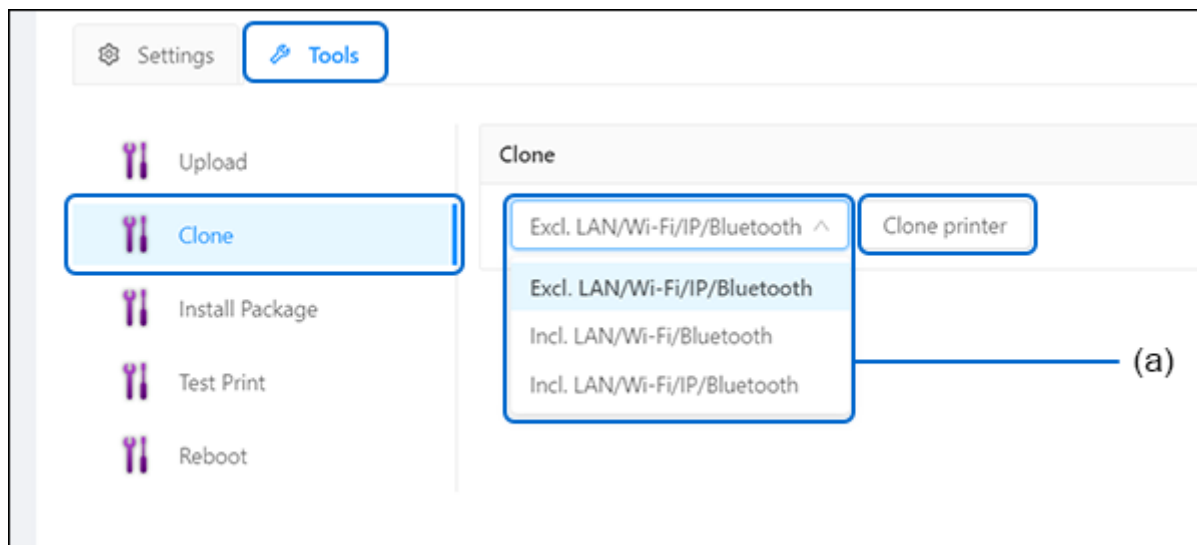 Settings
Tools
Upload
Clone
Install Package
Test Print
Reboot
Clone
Excl. LAN/Wi-Fi/IP/Bluetooth
Clone printer
Excl. LAN/Wi-Fi/IP/Bluetooth
Incl. LAN/Wi-Fi/Bluetooth
Incl. LAN/Wi-Fi/IP/Bluetooth
(a)